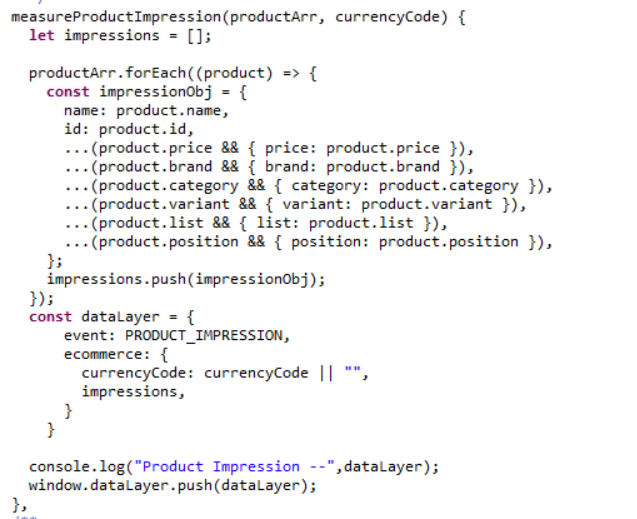 measureProductImpression(productArr, currencyCode) {
let impressions = [];
productArr.forEach((product) => {
const impressionObj = {
name: product.name,
id: product.id,
...(product.price && { price: product.price }),
...(product.brand && { brand: product.brand }),
...(product.category && { category: product.category }),
...(product.variant && { variant: product.variant }),
...(product.list && { list: product.list }),
...(product.position && { position: product.position }),
};
impressions.push(impressionObj);
});
const dataLayer = {
event: PRODUCT_IMPRESSION,
ecommerce: {
currencyCode: currencyCode || "",
impressions,
}
}
console.log("Product Impression --",dataLayer);
window.dataLayer.push(dataLayer);
},